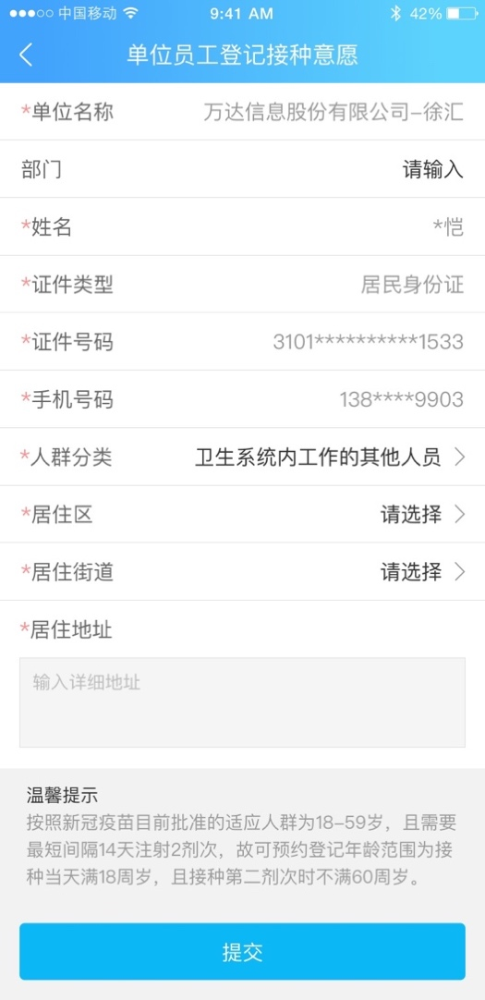 中国移动 9:41 AM 42%
单位员工登记接种意愿
*单位名称 万达信息股份有限公司-徐汇
部门 请输入
*姓名 *恺
*证件类型 居民身份证
*证件号码 3101**********1533
*手机号码 138****9903
*人群分类 卫生系统内工作的其他人员
*居住区 请选择
*居住街道 请选择
*居住地址
输入详细地址
温馨提示
按照新冠疫苗目前批准的适应人群为18-59岁，且需要
最短间隔14天注射2剂次，故可预约登记年龄范围为接
种当天满18周岁，且接种第二剂次时不满60周岁。
提交